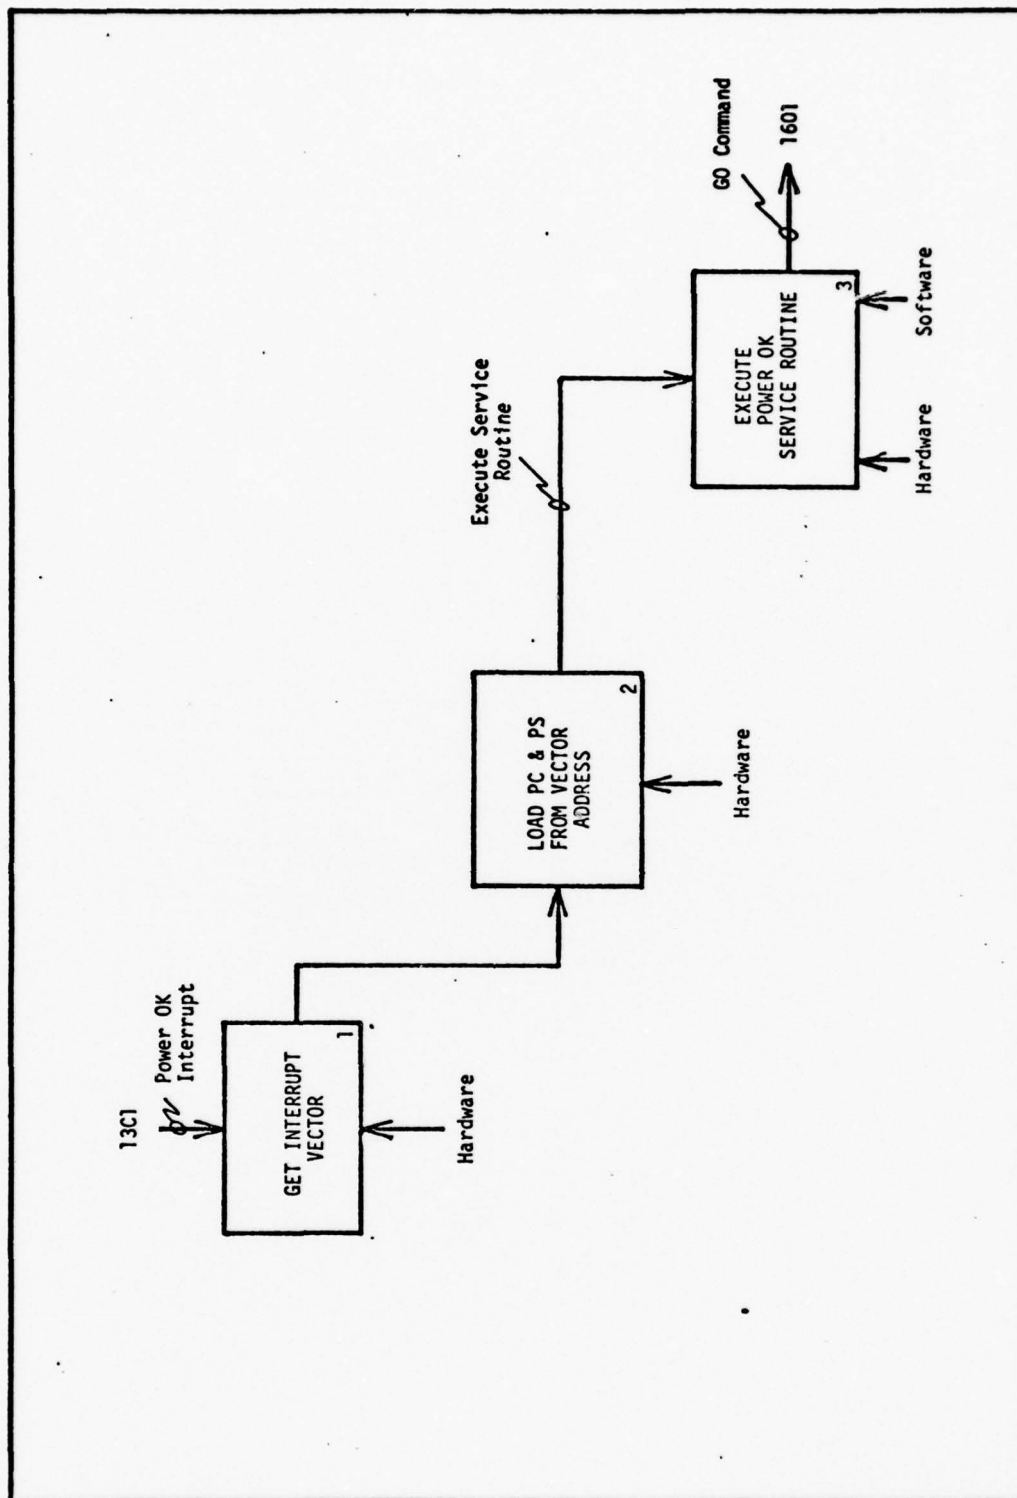 13C1
Power OK
Interrupt
GET INTERRUPT
VECTOR
1
Hardware
LOAD PC & PS
FROM VECTOR
ADDRESS
2
Hardware
Execute Service
Routine
EXECUTE
POWER OK
SERVICE ROUTINE
3
Hardware
Software
GO Command
1601